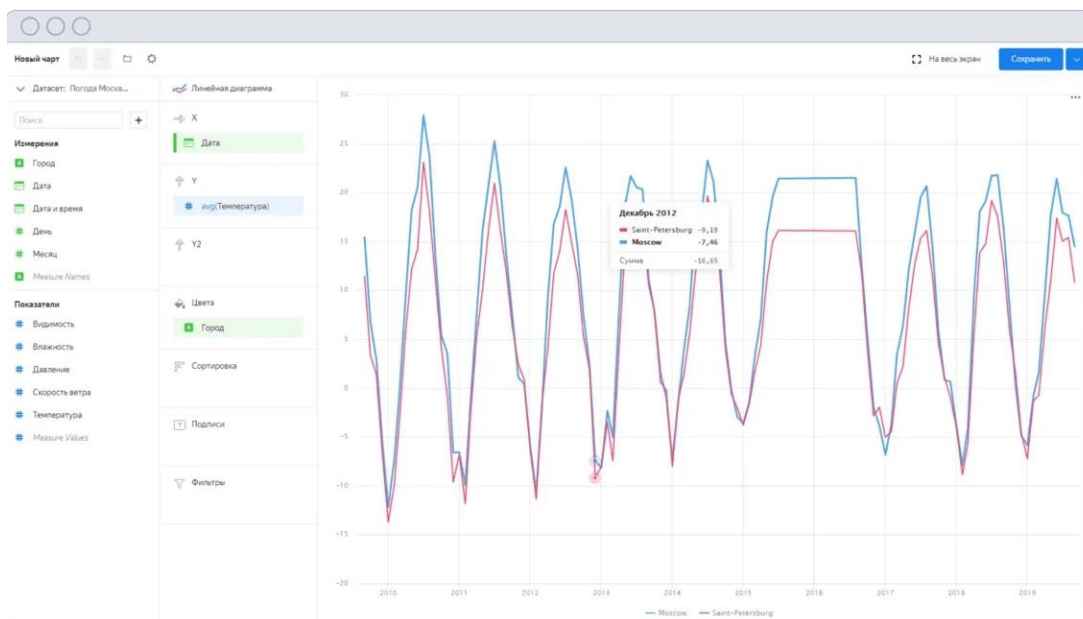 Новый чарт
На весь экран
Сохранить
Датасет: Погода Москв...
Поиск
+
Измерения
Город
Дата
Дата и время
День
Месяц
Measure Names
Показатели
Видимость
Влажность
Давление
Скорость ветра
Температура
Measure Values
Линейная диаграмма
X
Дата
Y
avg(Температура)
Y2
Цвета
Город
Сортировка
Подписи
Фильтры
30
25
20
15
10
5
0
-5
-10
-15
-20
Декабрь 2012
Saint-Petersburg -9,19
Moscow -7,46
Сумма -16,65
2010 2011 2012 2013 2014 2015 2016 2017 2018 2019
Moscow Saint-Petersburg